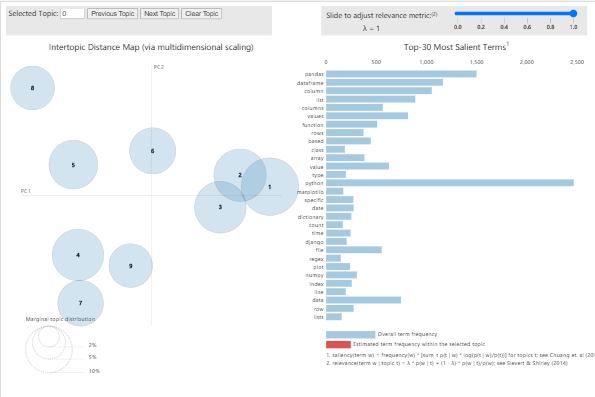 Selected Topic: 0 Previous Topic Next Topic Clear Topic
Slide to adjust relevance metric:(2)
λ = 1
0.0 0.2 0.4 0.6 0.8 1.0
Intertopic Distance Map (via multidimensional scaling)
PC2
PC1
8
6
5
2
1
3
4
9
7
Marginal topic distribution
2%
5%
10%
Top-30 Most Salient Terms1
0 500 1,000 1,500 2,000 2,500
pandas
dataframe
column
list
columns
values
function
rows
based
class
array
value
type
python
matplotlib
specific
date
dictionary
count
time
django
file
regex
plot
numpy
index
line
data
row
lists
Overall term frequency
Estimated term frequency within the selected topic
1. saliency(term w) = frequency(w) * [sum_t p(t | w) * log(p(t | w)/p(t))] for topics t; see Chuang et. al (201
2. relevance(term w | topic t) = λ * p(w | t) + (1 - λ) * p(w | t)/p(w); see Sievert & Shirley (2014)